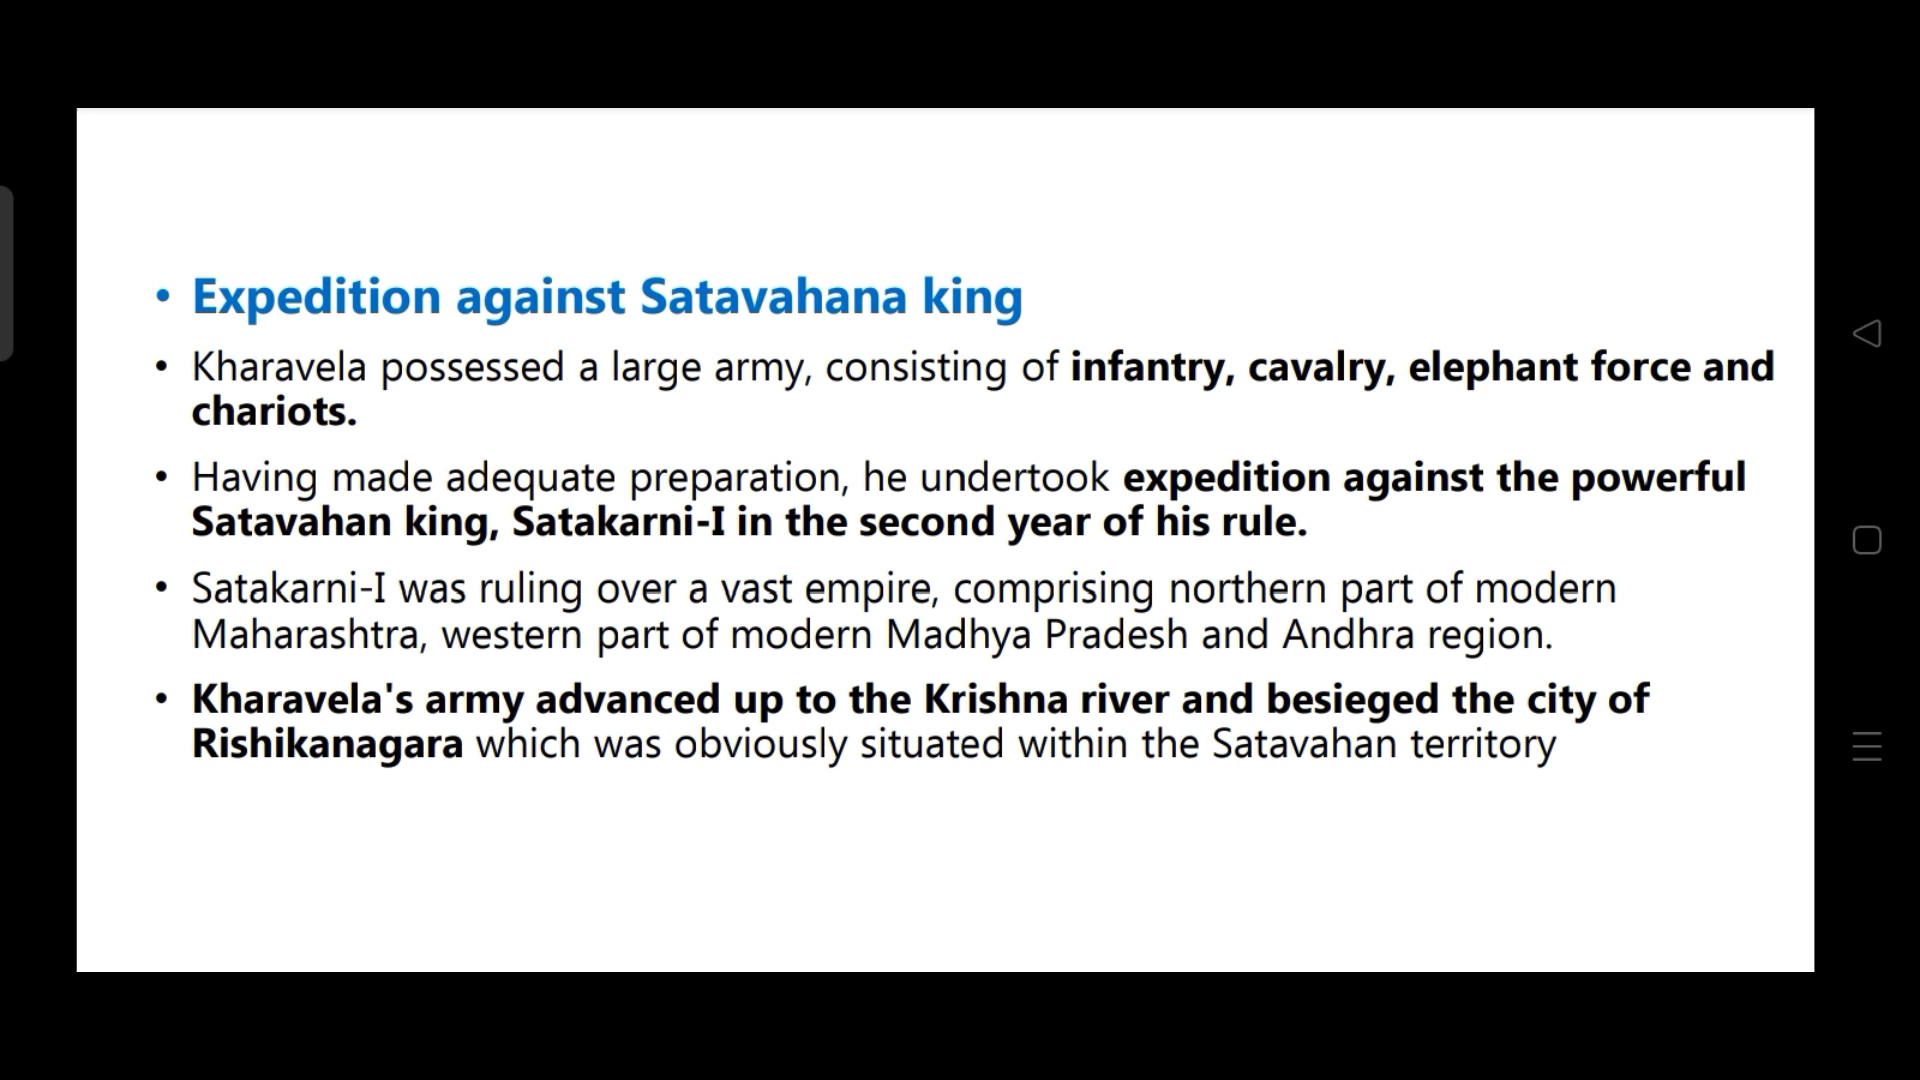 • Expedition against Satavahana king
• Kharavela possessed a large army, consisting of infantry, cavalry, elephant force and
chariots.
• Having made adequate preparation, he undertook expedition against the powerful
Satavahan king, Satakarni-I in the second year of his rule.
• Satakarni-I was ruling over a vast empire, comprising northern part of modern
Maharashtra, western part of modern Madhya Pradesh and Andhra region.
• Kharavela's army advanced up to the Krishna river and besieged the city of
Rishikanagara which was obviously situated within the Satavahan territory